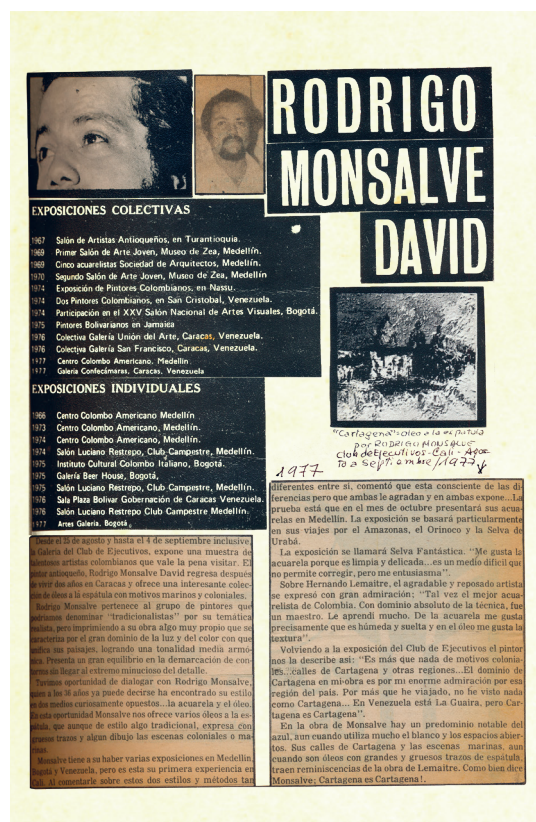 RODRIGO
MONSALVE
DAVID
EXPOSICIONES COLECTIVAS
1967 Salón de Artistas Antioqueños, en Turantioquia.
1969 Primer Salón de Arte Joven, Museo de Zea, Medellín.
1969 Cinco acuarelistas Sociedad de Arquitectos, Medellín.
1970 Segundo Salón de Arte Joven, Museo de Zea, Medellín
1974 Exposición de Pintores Colombianos, en Nassu.
1974 Dos Pintores Colombianos, en San Cristobal, Venezuela.
1974 Participación en el XXV Salón Nacional de Artes Visuales, Bogotá.
1975 Pintores Bolivarianos en Jamaica
1976 Colectiva Galería Unión del Arte, Caracas, Venezuela.
1976 Colectiva Galería San Francisco, Caracas, Venezuela.
1977 Centro Colombo Americano. Medellín
1977 Galería Confecámaras, Caracas, Venezuela
EXPOSICIONES INDIVIDUALES
1966 Centro Colombo Americano Medellín
1973 Centro Colombo Americano, Medellín.
1974 Centro Colombo Americano, Medellín.
1974 Salón Luciano Restrepo, Club Campestre, Medellín.
1975 Instituto Cultural Colombo Italiano, Bogotá.
1975 Galería Beer House, Bogotá,
1975 Salón Luciano Restrepo, Club Campestre, Medellín.
1976 Sala Plaza Bolivar Gobernación de Caracas Venezuela.
1976 Salón Luciano Restrepo Club Campestre Medellín.
1977 Artes Galería. Bogotá,
"Cartagena"-Oleo a la espátula
por RODRIGO MONSALVE
Club de Ejecutivos-Cali-Agos
to a Septiembre/1977
1977
Desde el 25 de agosto y hasta el 4 de septiembre inclusive,
la Galería del Club de Ejecutivos, expone una muestra de
talentosos artistas colombianos que vale la pena visitar. El
pintor antioqueño, Rodrigo Monsalve David regresa después
de vivir dos años en Caracas y ofrece una interesante colec-
ción de óleos a la espátula con motivos marinos y coloniales.
Rodrigo Monsalve pertenece al grupo de pintores que
podríamos denominar "tradicionalistas" por su temática
realista, pero imprimiendo a su obra algo muy propio que se
caracteriza por el gran dominio de la luz y del color con que
unifica sus paisajes, logrando una tonalidad media armó-
nica. Presenta un gran equilibrio en la demarcación de con-
tornos sin llegar al extremo minucioso del detalle.
Tuvimos oportunidad de dialogar con Rodrigo Monsalve,
quien a los 36 años ya puede decirse ha encontrado su estilo
en dos medios curiosamente opuestos...la acuarela y el óleo.
En esta oportunidad Monsalve nos ofrece varios óleos a la es-
pátula, que aunque de estilo algo tradicional, expresa con
gruesos trazos y algun dibujo las escenas coloniales o ma-
rinas.
Monsalve tiene a su haber varias exposiciones en Medellín,
Bogotá y Venezuela, pero es esta su primera experiencia en
Cali. Al comentarle sobre estos dos estilos y métodos tan
diferentes entre si, comentó que esta consciente de las di-
ferencias pero que ambas le agradan y en ambas expone...La
prueba está que en el mes de octubre presentará sus acua-
relas en Medellín. La exposición se basará particularmente
en sus viajes por el Amazonas, el Orinoco y la Selva de
Urabá.
La exposición se llamará Selva Fantástica. "Me gusta la
acuarela porque es limpia y delicada...es un medio difícil que
no permite corregir, pero me entusiasma".
Sobre Hernando Lemaitre, el agradable y reposado artista
se expresó con gran admiración; "Tal vez el mejor acua-
relista de Colombia. Con dominio absoluto de la técnica, fue
un maestro. Le aprendí mucho. De la acuarela me gusta
precisamente que es húmeda y suelta y en el óleo me gusta la
textura".
Volviendo a la exposición del Club de Ejecutivos el pintor
nos la describe asi: "Es más que nada de motivos colonia-
les...calles de Cartagena y otras regiones...El dominio de
Cartagena en mi obra es por mi enorme admiración por esa
región del país. Por más que he viajado, no he visto nada
como Cartagena... En Venezuela está La Guaira, pero Car-
tagena es Cartagena".
En la obra de Monsalve hay un predominio notable del
azul, aun cuando utiliza mucho el blanco y los espacios abier-
tos. Sus calles de Cartagena y las escenas marinas, aun
cuando son óleos con grandes y gruesos trazos de espátula,
traen reminiscencias de la obra de Lemaitre. Como bien dice
Monsalve; Cartagena es Cartagena!.